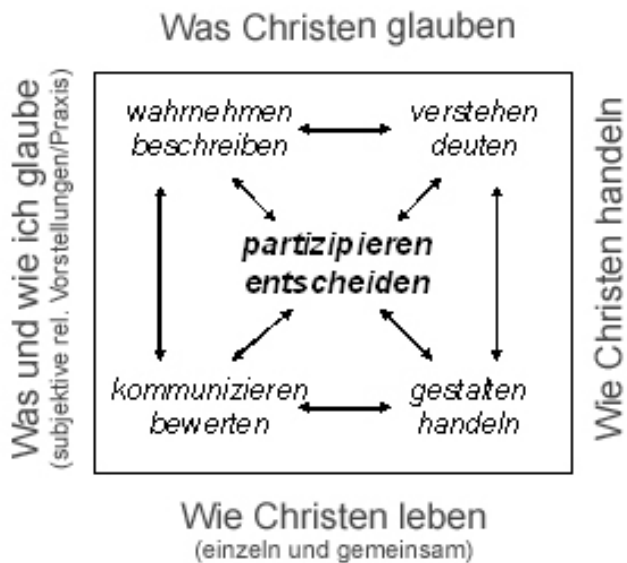 Was Christen glauben
Was und wie ich glaube
(subjektive rel. Vorstellungen/Praxis)
wahrnehmen
beschreiben
verstehen
deuten
partizipieren
entscheiden
kommunizieren
bewerten
gestalten
handeln
Wie Christen handeln
Wie Christen leben
(einzeln und gemeinsam)